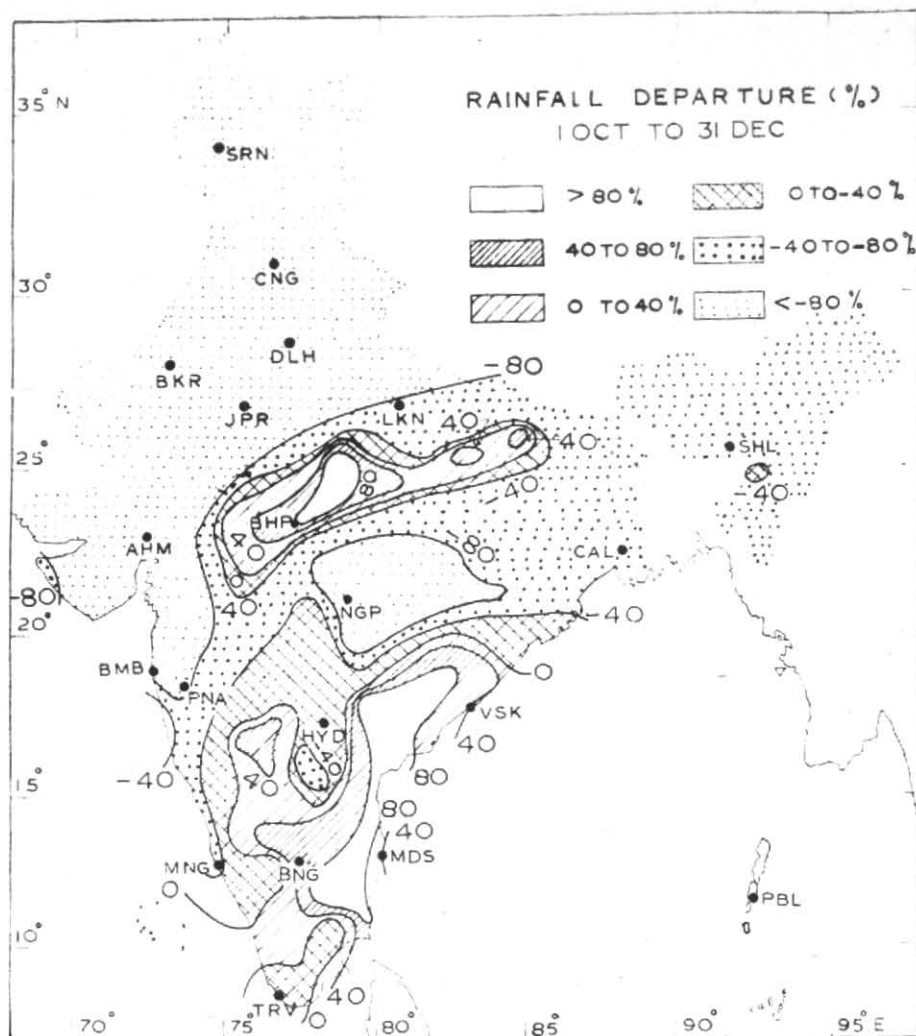 RAINFALL DEPARTURE (%)
1 OCT TO 31 DEC
> 80 %
0 TO -40 %
40 TO 80 %
-40 TO -80 %
0 TO 40 %
< -80 %
35° N
SRN
30°
CNG
DLH
BKR
JPR
LKN
-80
40
-40
25°
SHL
-40
80
-40
BHP
40
0
-40
-80
AHM
CAL
-80
NGP
-40
20°
BMB
PNA
0
VSK
HYD
40
40
40
80
-40
15°
80
40
MDS
MNG
BNG
0
PBL
10°
TRV
40
0
70°
75°
80°
85°
90°
95° E